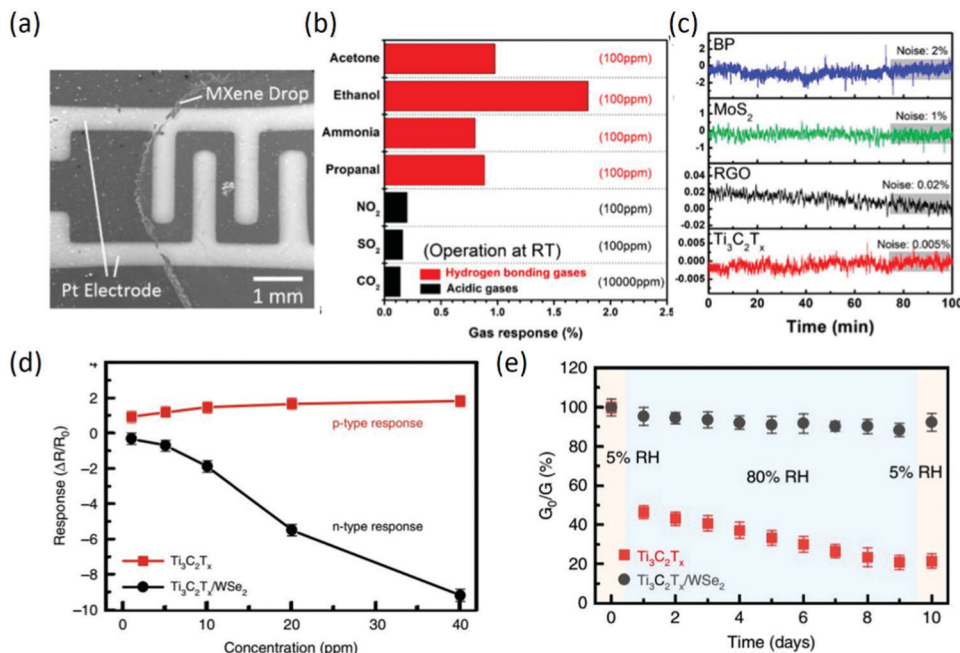 (a)
MXene Drop
Pt Electrode
1 mm
(b)
Acetone (100ppm)
Ethanol (100ppm)
Ammonia (100ppm)
Propanal (100ppm)
NO₂ (100ppm)
SO₂ (100ppm)
CO₂ (10000ppm)
(Operation at RT)
Hydrogen bonding gases
Acidic gases
0.0 0.5 1.0 1.5 2.0 2.5
Gas response (%)
(c)
BP
Noise: 2%
2
0
-2
MoS₂
Noise: 1%
1
0
-1
RGO
Noise: 0.02%
0.04
0.02
0.00
-0.02
Ti₃C₂Tₓ
Noise: 0.005%
0.005
0.000
-0.005
0 20 40 60 80 100
Time (min)
(d)
Response (ΔR/R₀)
2
0
−2
−4
−6
−8
−10
p-type response
n-type response
Ti₃C₂Tₓ
Ti₃C₂Tₓ/WSe₂
0 10 20 30 40
Concentration (ppm)
(e)
G₀/G (%)
120
100
80
60
40
20
0
5% RH
80% RH
5% RH
Ti₃C₂Tₓ
Ti₃C₂Tₓ/WSe₂
0 2 4 6 8 10
Time (days)